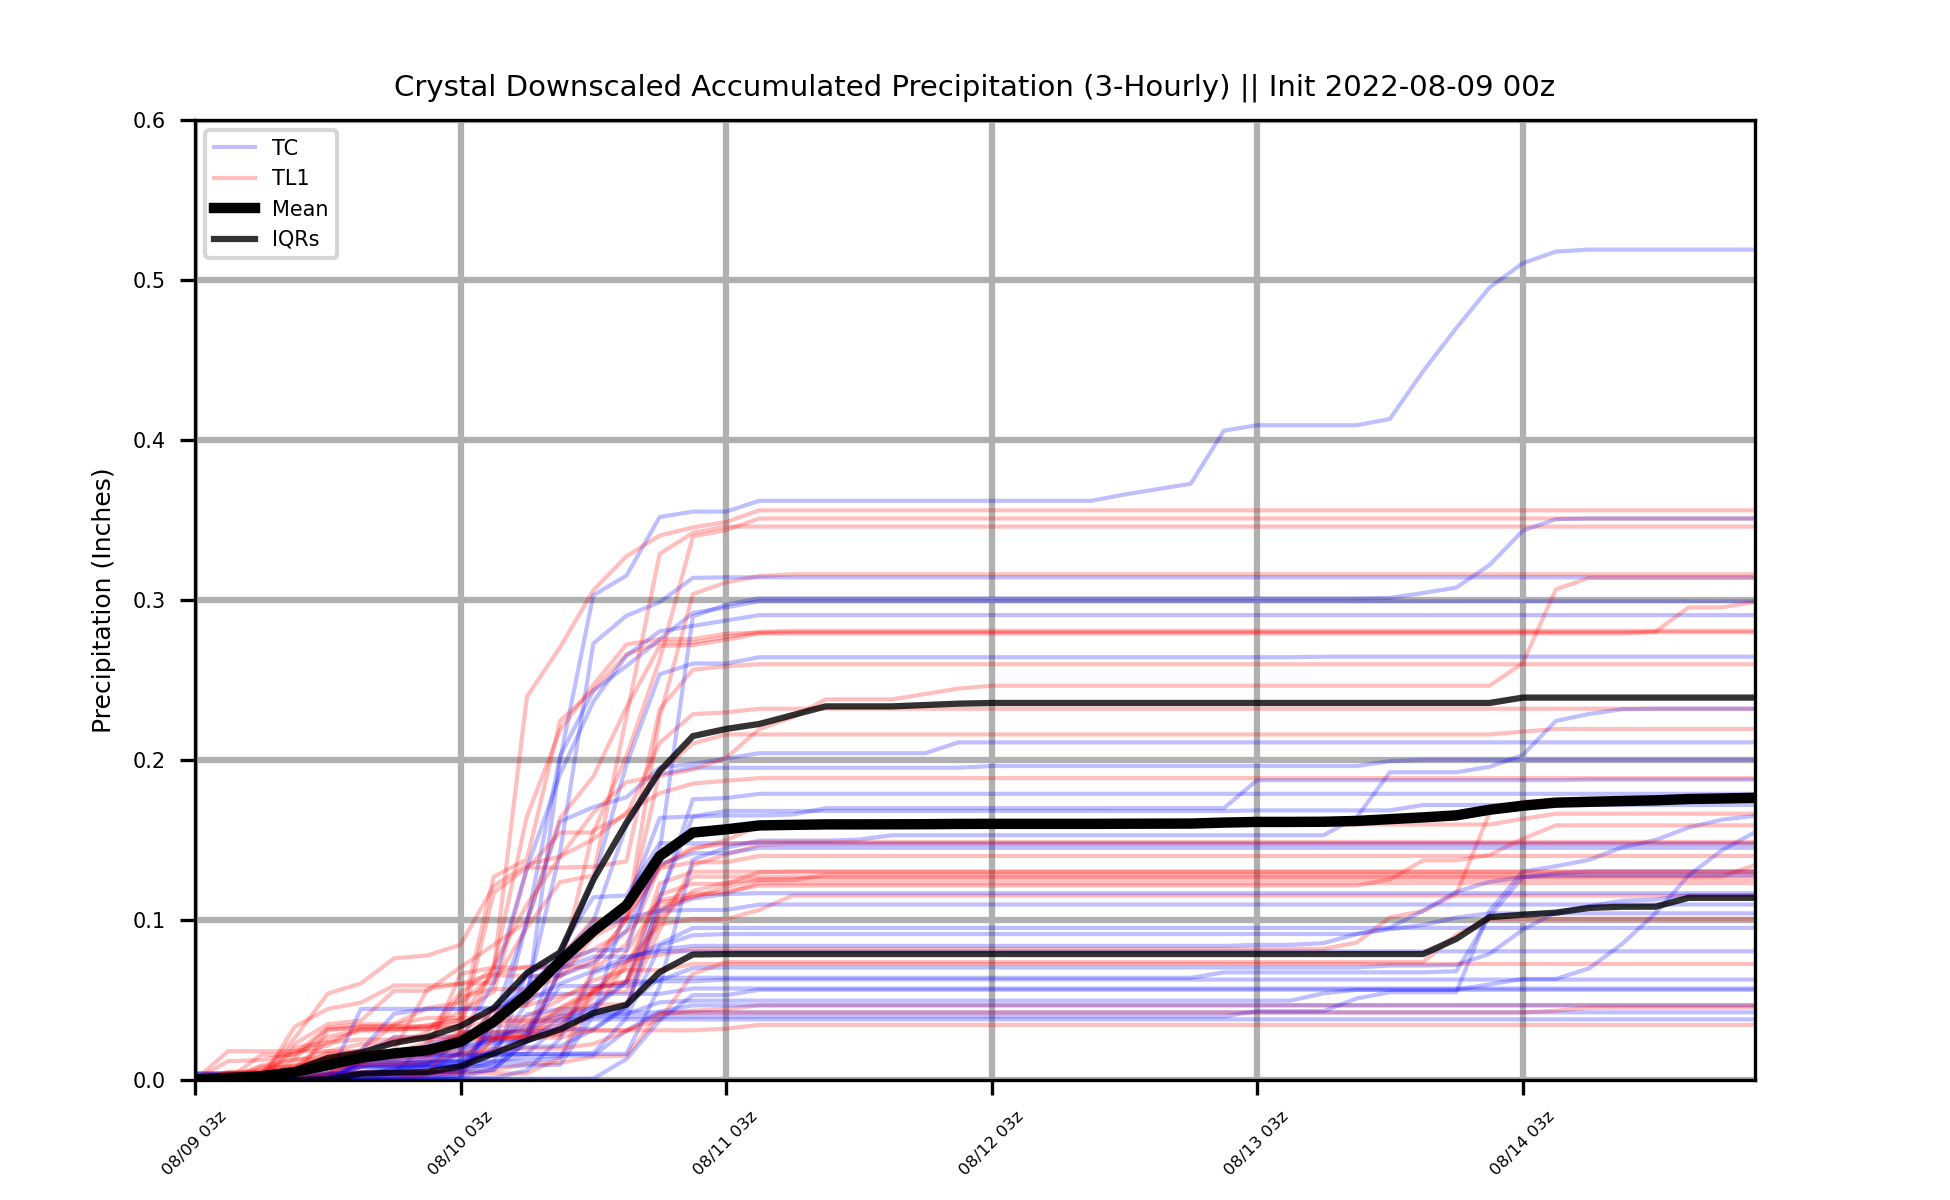 Crystal Downscaled Accumulated Precipitation (3-Hourly) || Init 2022-08-09 00z
0.6
0.5
0.4
0.3
0.2
0.1
0.0
Precipitation (Inches)
TC
TL1
Mean
IQRs
08/09 03z
08/10 03z
08/11 03z
08/12 03z
08/13 03z
08/14 03z